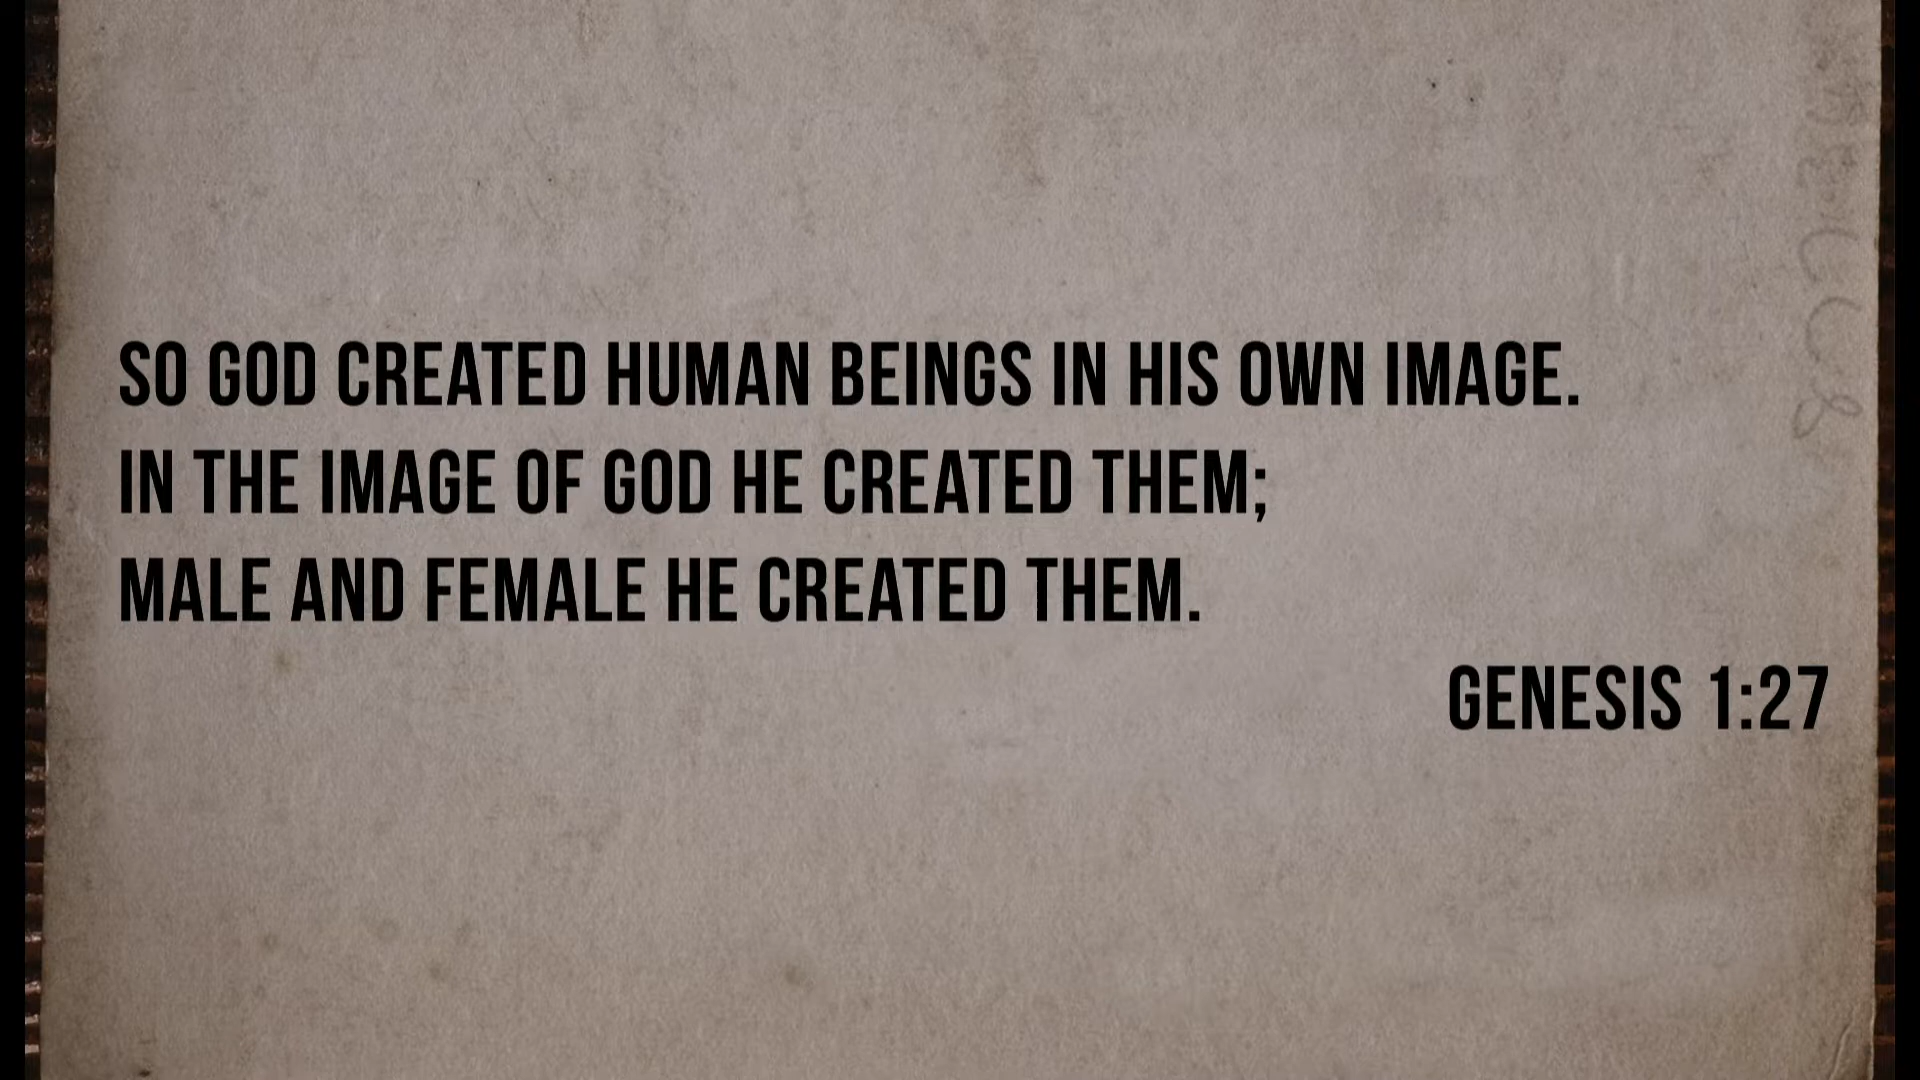 SO GOD CREATED HUMAN BEINGS IN HIS OWN IMAGE.
IN THE IMAGE OF GOD HE CREATED THEM;
MALE AND FEMALE HE CREATED THEM.
GENESIS 1:27